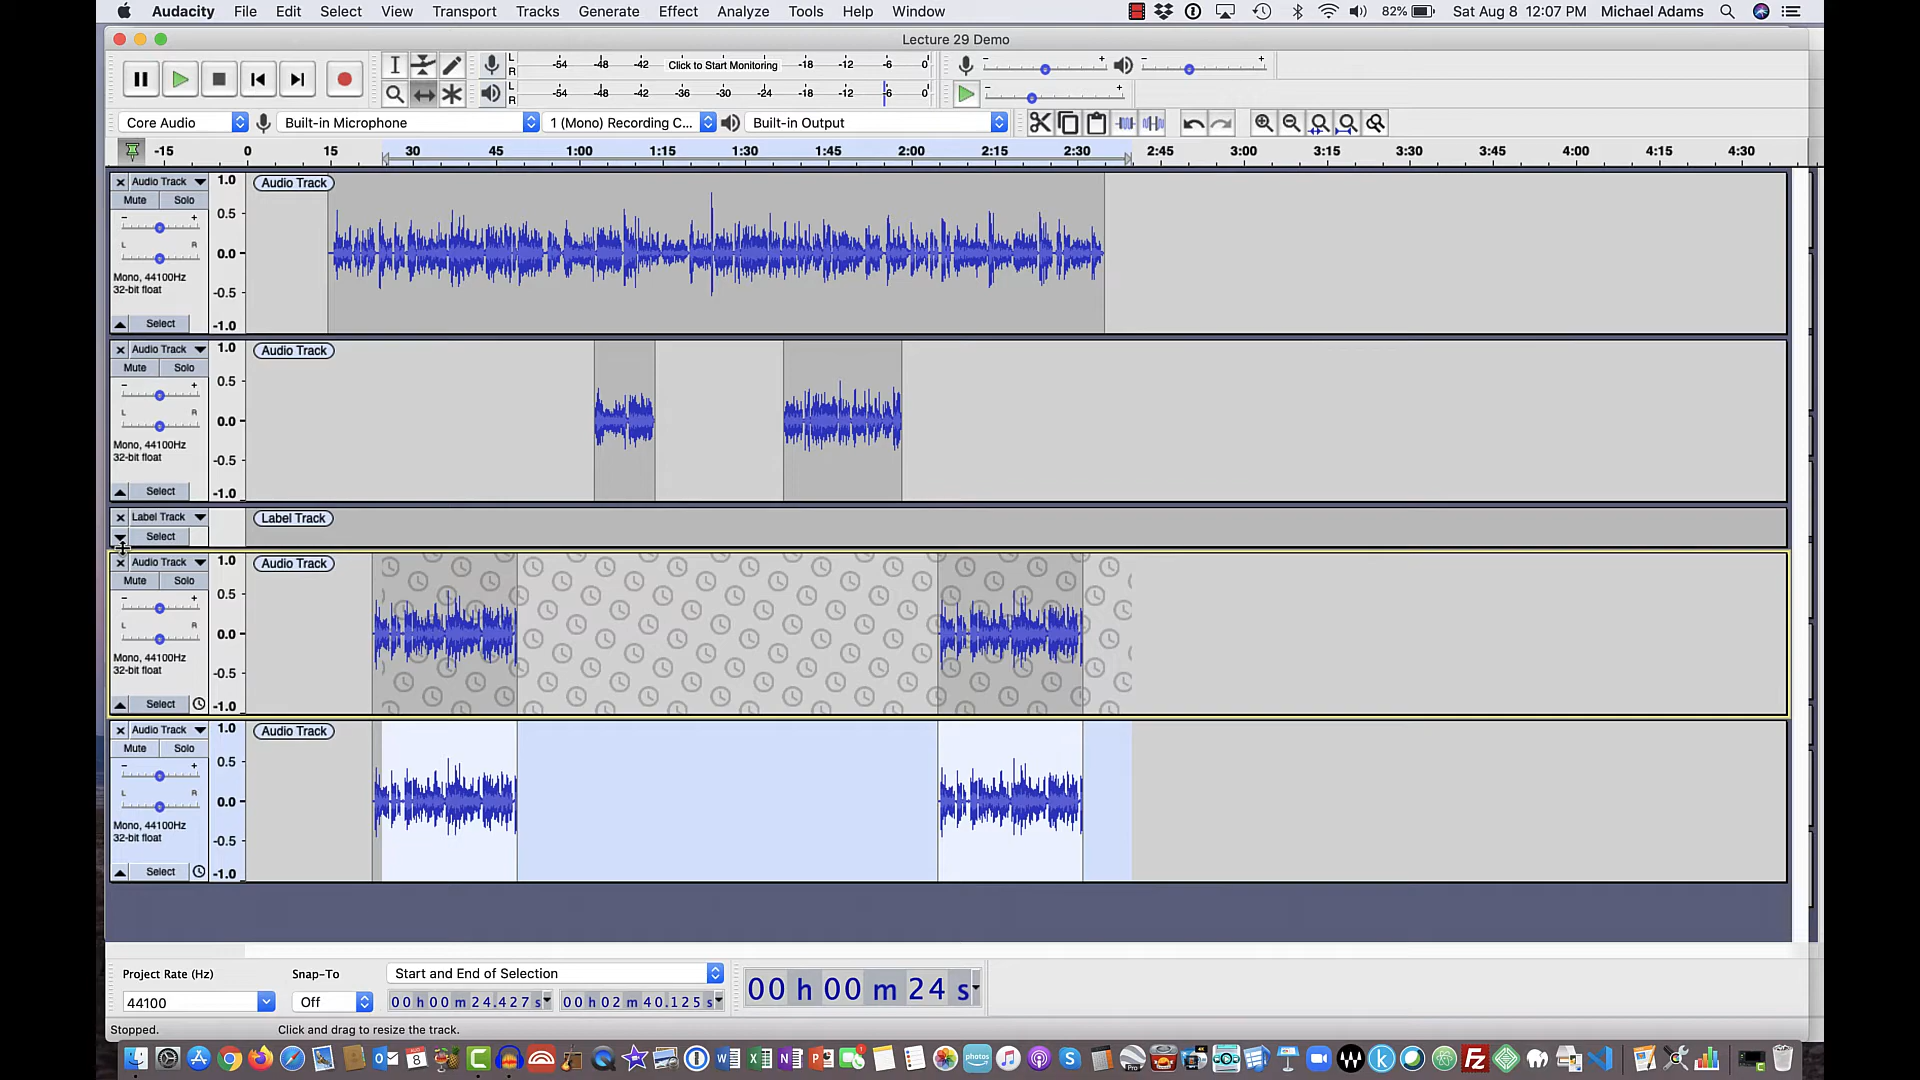 Audacity File Edit Select View Transport Tracks Generate Effect Analyze Tools Help Window 82% Sat Aug 8 12:07 PM Michael Adams
Lecture 29 Demo
L R -54 -48 -42 Click to Start Monitoring -18 -12 -6 0
L R -54 -48 -42 -36 -30 -24 -18 -12 -6 0
Core Audio Built-in Microphone 1 (Mono) Recording C... Built-in Output
-15 0 15 30 45 1:00 1:15 1:30 1:45 2:00 2:15 2:30 2:45 3:00 3:15 3:30 3:45 4:00 4:15 4:30
Audio Track 1.0 Audio Track
Mute Solo
0.5
L R
0.0
Mono, 44100Hz
32-bit float -0.5
Select -1.0
Audio Track 1.0 Audio Track
Mute Solo
0.5
L R
0.0
Mono, 44100Hz
32-bit float -0.5
Select -1.0
Label Track Label Track
Select
Audio Track 1.0 Audio Track
Mute Solo
0.5
L R
0.0
Mono, 44100Hz
32-bit float -0.5
Select -1.0
Audio Track 1.0 Audio Track
Mute Solo
0.5
L R
0.0
Mono, 44100Hz
32-bit float -0.5
Select -1.0
Project Rate (Hz) Snap-To Start and End of Selection
44100 Off 00 h 00 m 24.427 s 00 h 02 m 40.125 s 00 h 00 m 24 s
Stopped. Click and drag to resize the track.